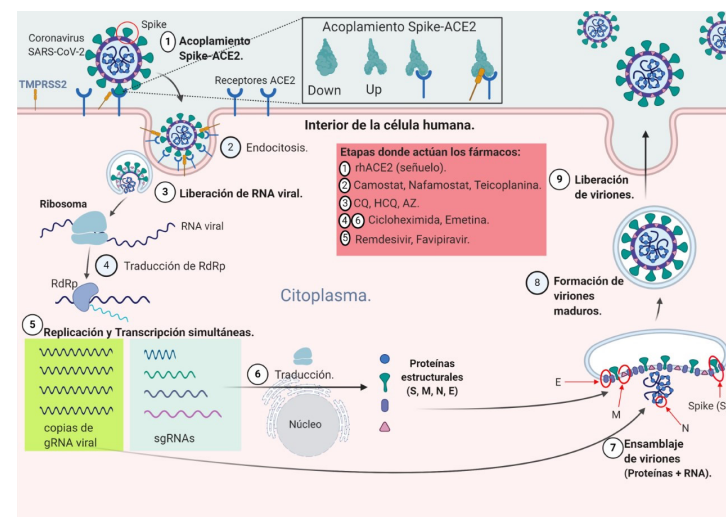 Spike
Coronavirus
SARS-CoV-2
1 Acoplamiento
Spike-ACE2.
Acoplamiento Spike-ACE2
Down
Up
TMPRSS2
Receptores ACE2
Interior de la célula humana.
2 Endocitosis.
3 Liberación de RNA viral.
Etapas donde actúan los fármacos:
1 rhACE2 (señuelo).
2 Camostat, Nafamostat, Teicoplanina.
3 CQ, HCQ, AZ.
4 6 Cicloheximida, Emetina.
5 Remdesivir, Favipiravir.
9 Liberación
de viriones.
Ribosoma
RNA viral
4 Traducción de RdRp
RdRp
Citoplasma.
8 Formación de
viriones
maduros.
5 Replicación y Transcripción simultáneas.
copias de
gRNA viral
sgRNAs
6 Traducción.
Núcleo
Proteínas
estructurales
(S, M, N, E)
E
M
N
Spike (S
7 Ensamblaje
de viriones
(Proteínas + RNA).